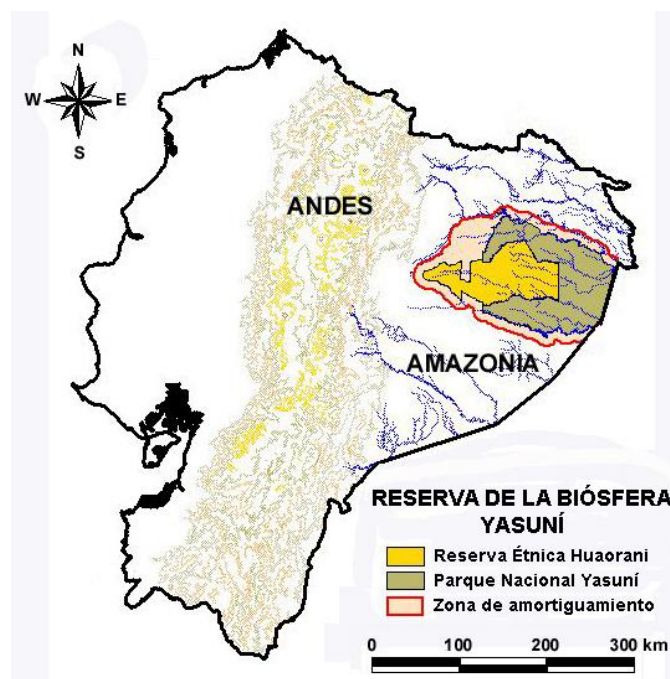 N
W E
S
ANDES
AMAZONIA
RESERVA DE LA BIÓSFERA
YASUNÍ
Reserva Étnica Huaorani
Parque Nacional Yasuní
Zona de amortiguamiento
0 100 200 300 km